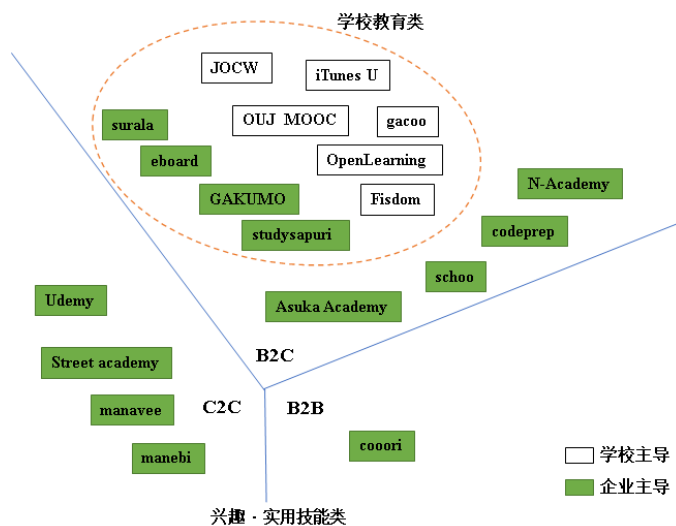 学校教育类
JOCW
iTunes U
surala
OUJ MOOC
gacoo
eboard
OpenLearning
N-Academy
GAKUMO
Fisdom
studysapuri
codeprep
schoo
Udemy
Asuka Academy
Street academy
B2C
manavee
C2C
B2B
manebi
cooori
学校主导
企业主导
兴趣·实用技能类